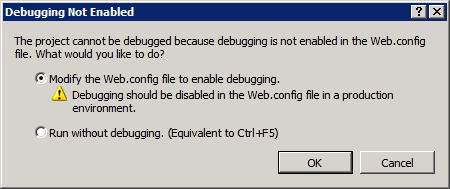 Debugging Not Enabled
The project cannot be debugged because debugging is not enabled in the Web.config
file. What would you like to do?
Modify the Web.config file to enable debugging.
Debugging should be disabled in the Web.config file in a production
environment.
Run without debugging. (Equivalent to Ctrl+F5)
OK Cancel